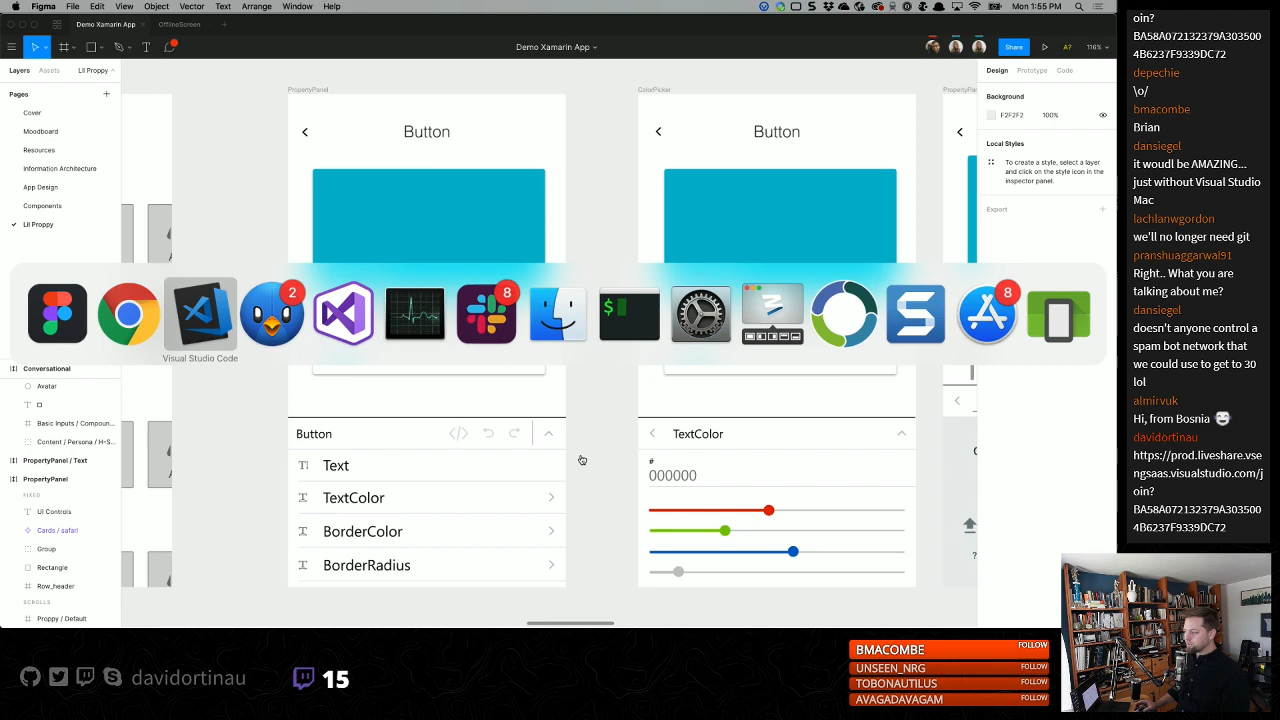 Figma File Edit View Object Vector Text Arrange Window Help
Mon 1:55 PM
Demo Xamarin App
OfflineScreen
Demo Xamarin App
Share
A?
116%
Layers
Assets
Lil Proppy
Pages
Cover
Moodboard
Resources
Information Architecture
App Design
Components
Lil Proppy
Conversational
Avatar
Basic Inputs / Compoun...
Content / Persona / H-S...
PropertyPanel / Text
PropertyPanel
FIXED
UI Controls
Cards / safari
Group
Rectangle
Row_header
SCROLLS
Proppy / Default
PropertyPanel
Button
Button
Text
TextColor
BorderColor
BorderRadius
ColorPicker
Button
TextColor
#
000000
PropertyPan
Design
Prototype
Code
Background
F2F2F2
100%
Local Styles
To create a style, select a layer
and click on the style icon in the
inspector panel.
Export
2
8
8
Visual Studio Code
oin?
BA58A072132379A303500
4B6237F9339DC72
depechie
\o/
bmacombe
Brian
dansiegel
it woudl be AMAZING...
just without Visual Studio
Mac
lachlanwgordon
we'll no longer need git
pranshuaggarwal91
Right.. What you are
talking about me?
dansiegel
doesn't anyone control a
spam bot network that
we could use to get to 30
lol
almirvuk
Hi, from Bosnia
davidortinau
https://prod.liveshare.vse
ngsaas.visualstudio.com/j
oin?
BA58A072132379A303500
4B6237F9339DC72
davidortinau
15
BMACOMBE FOLLOW
UNSEEN_NRG FOLLOW
TOBONAUTILUS FOLLOW
AVAGADAVAGAM FOLLOW